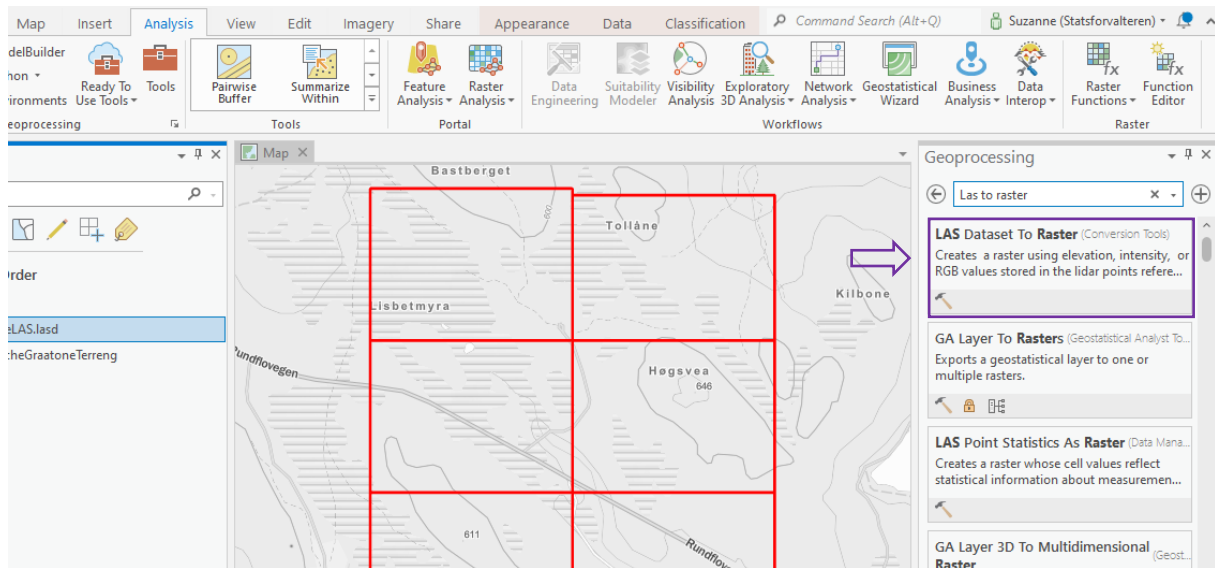 Map Insert Analysis View Edit Imagery Share Appearance Data Classification Command Search (Alt+Q) Suzanne (Statsforvalteren)
delBuilder
hon
ironments
Ready To
Use Tools
Tools
eoprocessing
Pairwise
Buffer
Summarize
Within
Tools
Feature
Analysis
Raster
Analysis
Portal
Data
Engineering
Suitability
Modeler
Visibility
Analysis
Exploratory
3D Analysis
Network
Analysis
Geostatistical
Wizard
Business
Analysis
Data
Interop
Workflows
Raster
Functions
Function
Editor
Raster
Order
eLAS.lasd
cheGraatoneTerreng
Map
Bastberget
600
Tollåne
Kilbone
Lisbetmyra
Rundflovegen
Høgsvea
646
611
Rundflov
Geoprocessing
Las to raster
LAS Dataset To Raster (Conversion Tools)
Creates a raster using elevation, intensity, or
RGB values stored in the lidar points refere...
GA Layer To Rasters (Geostatistical Analyst To...
Exports a geostatistical layer to one or
multiple rasters.
LAS Point Statistics As Raster (Data Mana...
Creates a raster whose cell values reflect
statistical information about measuremen...
GA Layer 3D To Multidimensional (Geost...
Raster